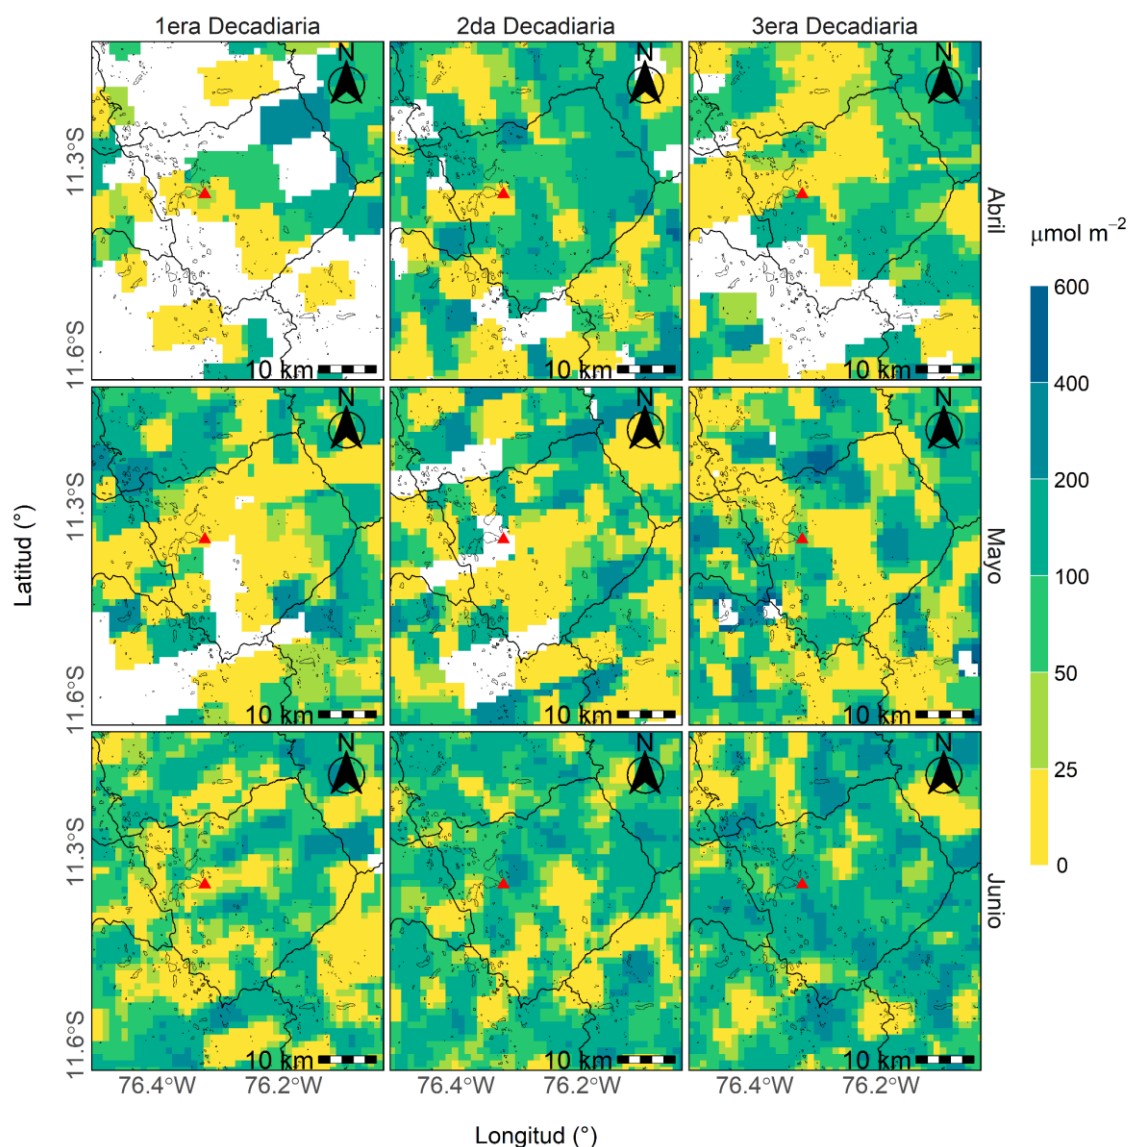 1era Decadiaria
2da Decadiaria
3era Decadiaria
N
N
N
11.3°S
11.6°S
10 km
10 km
10 km
Abril
µmol m⁻²
600
400
200
100
50
25
0
N
N
N
11.3°S
11.6°S
10 km
10 km
10 km
Mayo
Latitud (°)
N
N
N
11.3°S
11.6°S
10 km
10 km
10 km
Junio
76.4°W
76.2°W
76.4°W
76.2°W
76.4°W
76.2°W
Longitud (°)